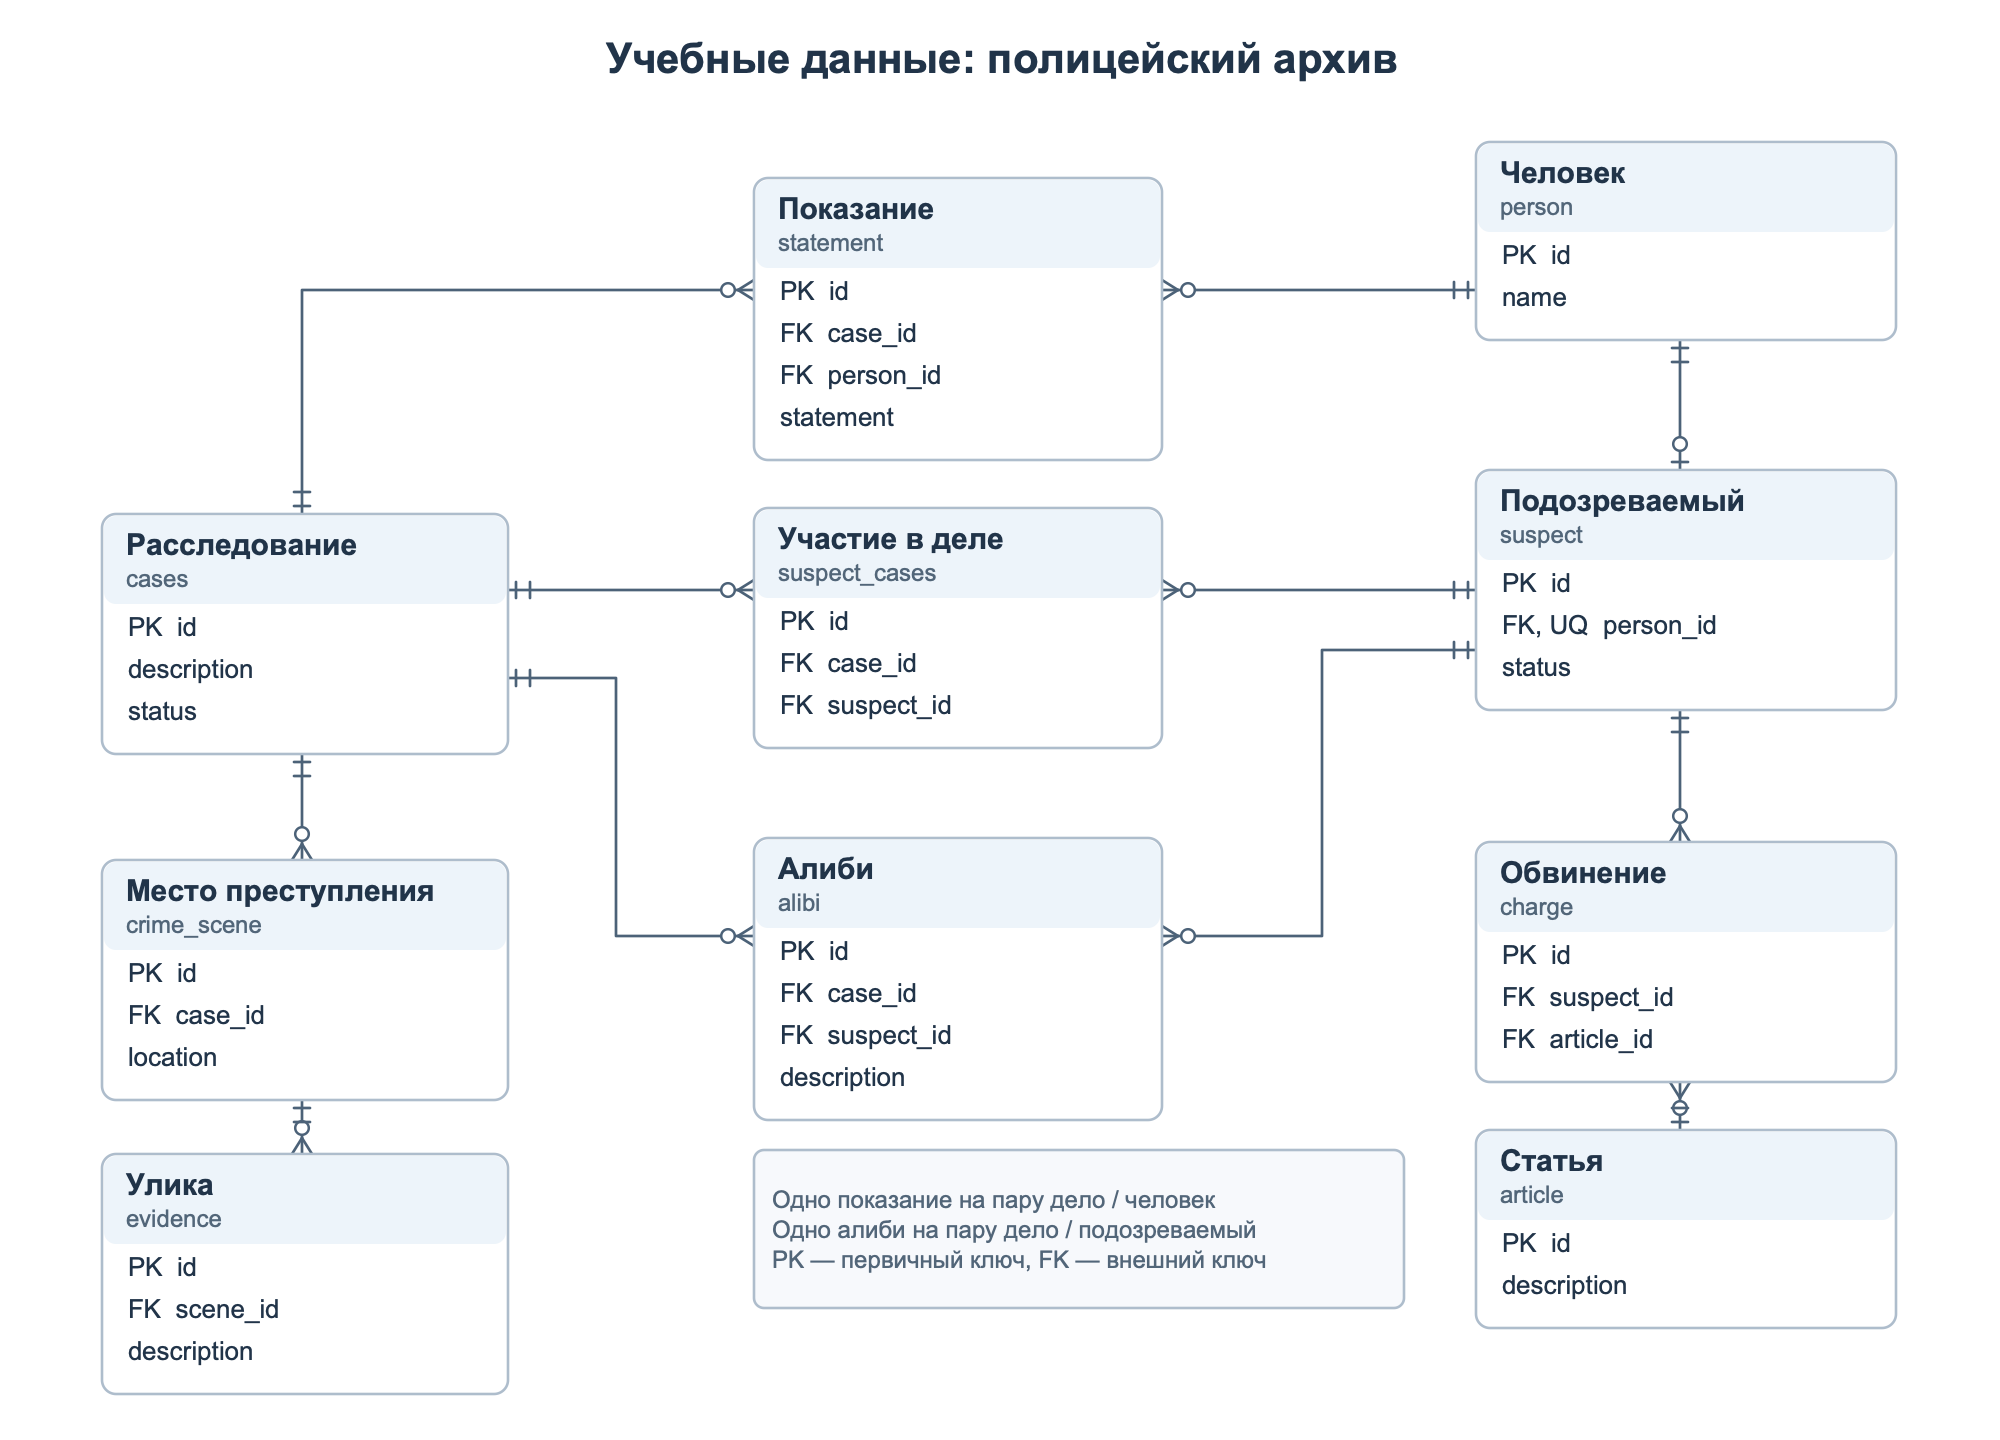 Учебные данные: полицейский архив
Показание
statement
PK id
FK case_id
FK person_id
statement
Человек
person
PK id
name
Расследование
cases
PK id
description
status
Участие в деле
suspect_cases
PK id
FK case_id
FK suspect_id
Подозреваемый
suspect
PK id
FK, UQ person_id
status
Место преступления
crime_scene
PK id
FK case_id
location
Алиби
alibi
PK id
FK case_id
FK suspect_id
description
Обвинение
charge
PK id
FK suspect_id
FK article_id
Улика
evidence
PK id
FK scene_id
description
Одно показание на пару дело / человек
Одно алиби на пару дело / подозреваемый
PK — первичный ключ, FK — внешний ключ
Статья
article
PK id
description